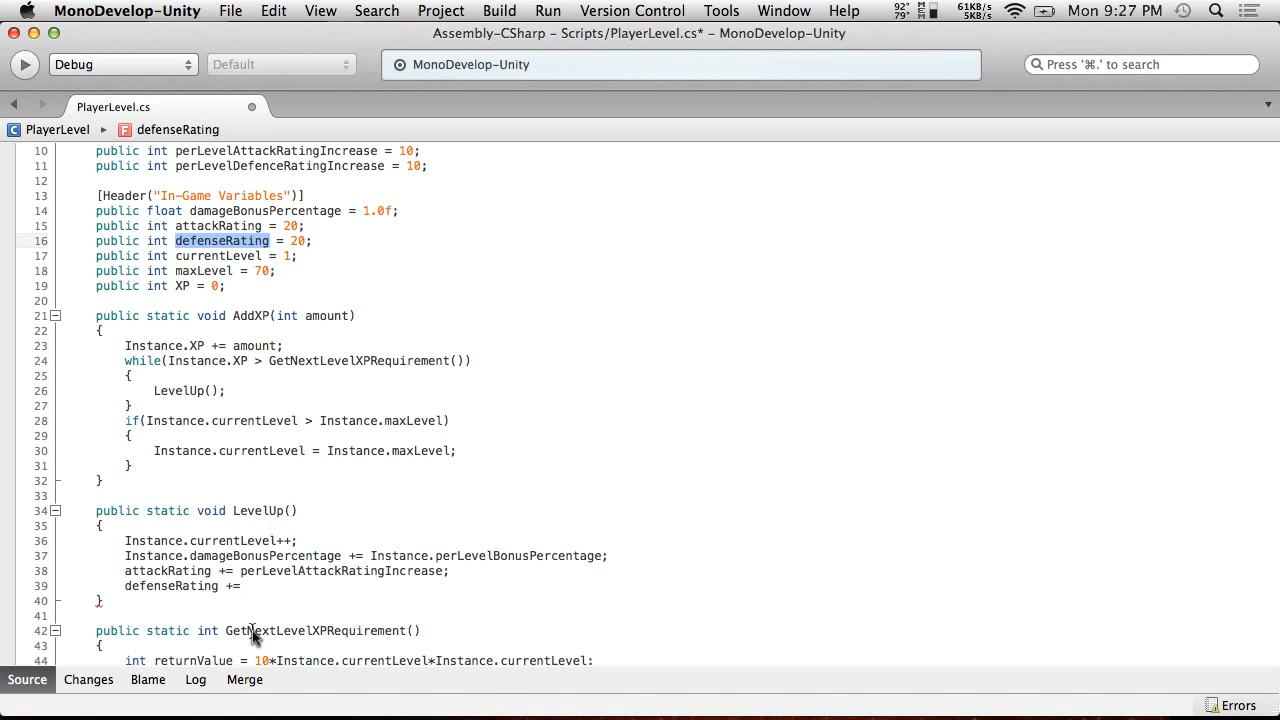 MonoDevelop-Unity File Edit View Search Project Build Run Version Control Tools Window Help 92° 79° M M 61KB/s 5KB/s Mon 9:27 PM
Assembly-CSharp – Scripts/PlayerLevel.cs* – MonoDevelop-Unity
Debug Default MonoDevelop-Unity Press '⌘.' to search
PlayerLevel.cs
C PlayerLevel ▸ F defenseRating
10 public int perLevelAttackRatingIncrease = 10;
11 public int perLevelDefenceRatingIncrease = 10;
12
13 [Header("In-Game Variables")]
14 public float damageBonusPercentage = 1.0f;
15 public int attackRating = 20;
16 public int defenseRating = 20;
17 public int currentLevel = 1;
18 public int maxLevel = 70;
19 public int XP = 0;
20
21 public static void AddXP(int amount)
22 {
23 Instance.XP += amount;
24 while(Instance.XP > GetNextLevelXPRequirement())
25 {
26 LevelUp();
27 }
28 if(Instance.currentLevel > Instance.maxLevel)
29 {
30 Instance.currentLevel = Instance.maxLevel;
31 }
32 }
33
34 public static void LevelUp()
35 {
36 Instance.currentLevel++;
37 Instance.damageBonusPercentage += Instance.perLevelBonusPercentage;
38 attackRating += perLevelAttackRatingIncrease;
39 defenseRating +=
40 }
41
42 public static int GetNextLevelXPRequirement()
43 {
44 int returnValue = 10*Instance.currentLevel*Instance.currentLevel;
Source Changes Blame Log Merge
Errors